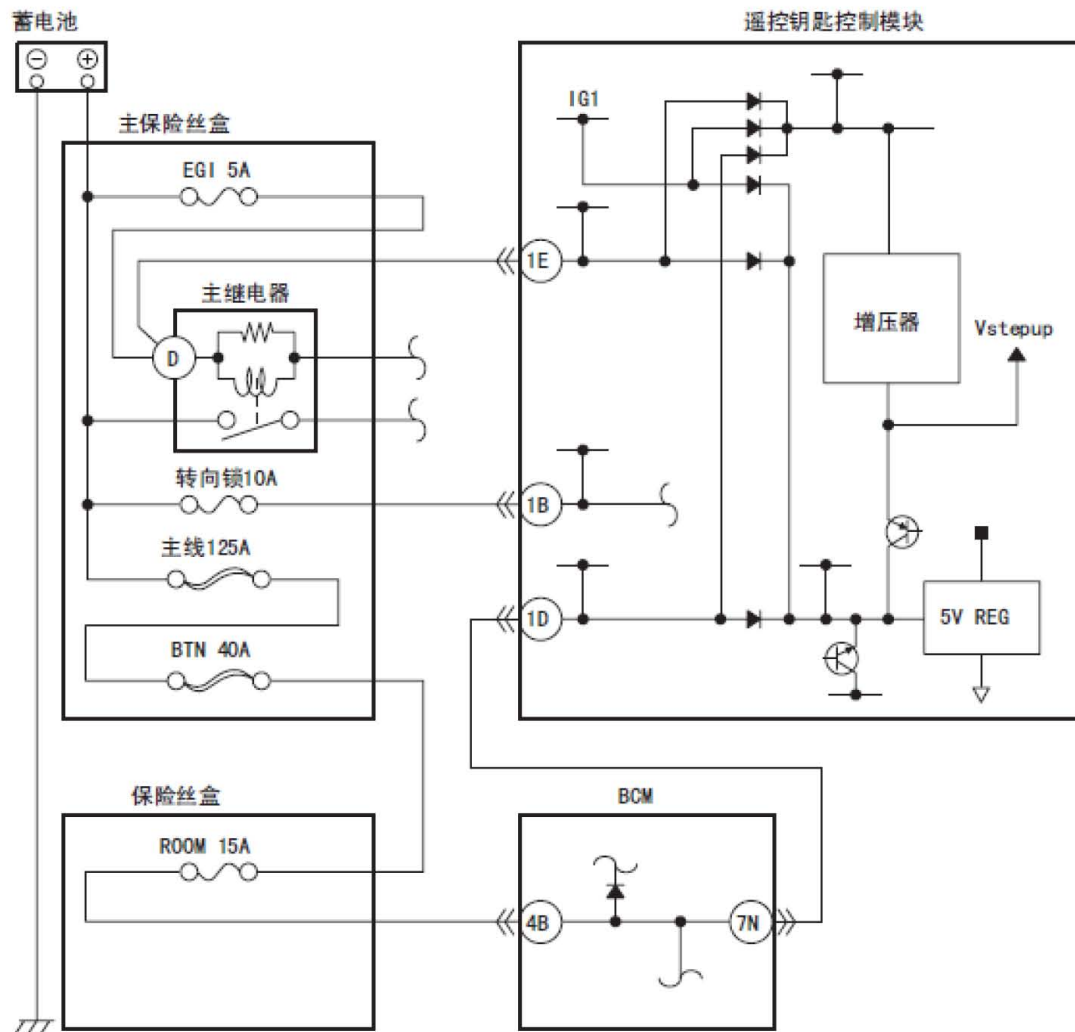 蓄电池
遥控钥匙控制模块
主保险丝盒
IG1
EGI 5A
1E
主继电器
增压器
Vstepup
D
转向锁10A
1B
主线125A
1D
5V REG
BTN 40A
保险丝盒
BCM
ROOM 15A
4B
7N